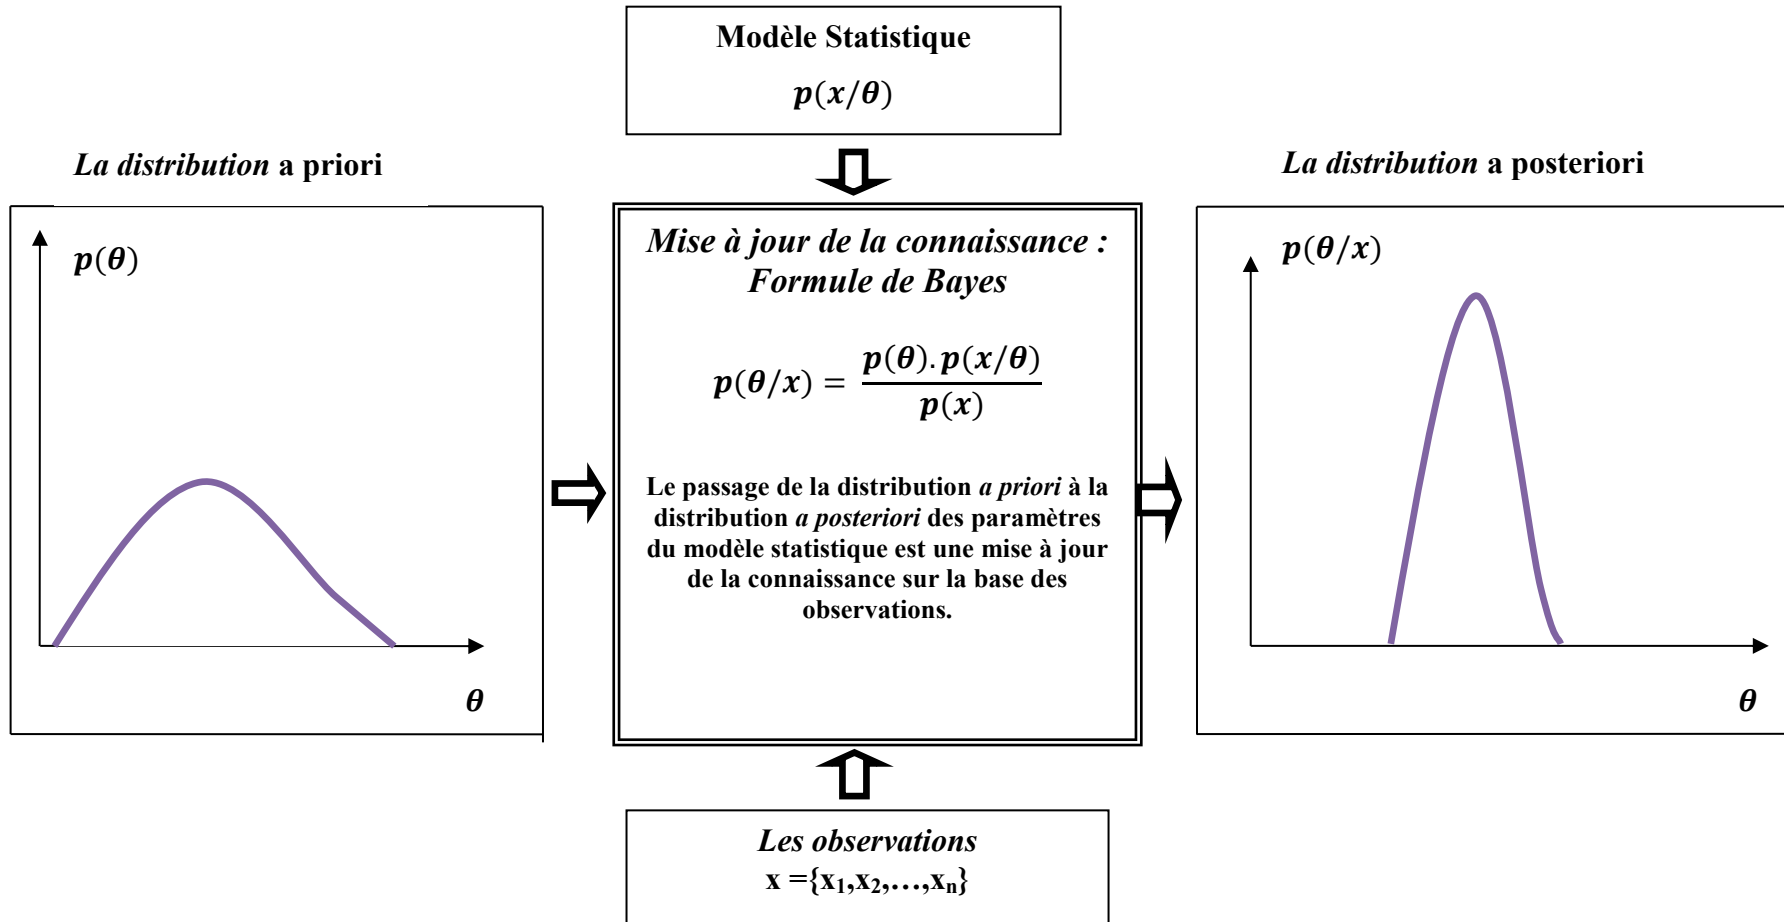 Modèle Statistique
p(x/θ)
La distribution a priori
La distribution a posteriori
p(θ)
θ
Mise à jour de la connaissance :
Formule de Bayes
p(θ/x) = p(θ).p(x/θ) / p(x)
Le passage de la distribution a priori à la
distribution a posteriori des paramètres
du modèle statistique est une mise à jour
de la connaissance sur la base des
observations.
p(θ/x)
θ
Les observations
x ={x₁,x₂,…,xₙ}